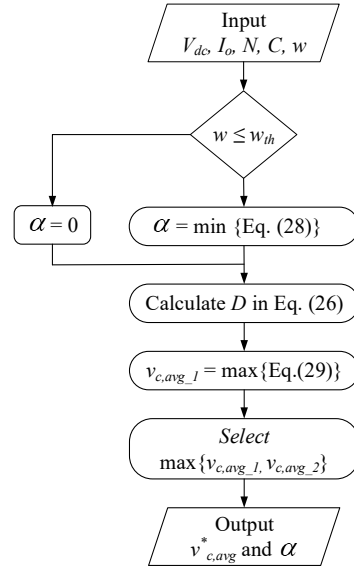 Input
V_dc, I_o, N, C, w
w ≤ w_th
α = 0
α = min {Eq. (28)}
Calculate D in Eq. (26)
v_c,avg_1 = max{Eq.(29)}
Select
max{v_c,avg_1, v_c,avg_2}
Output
v*_c,avg and α